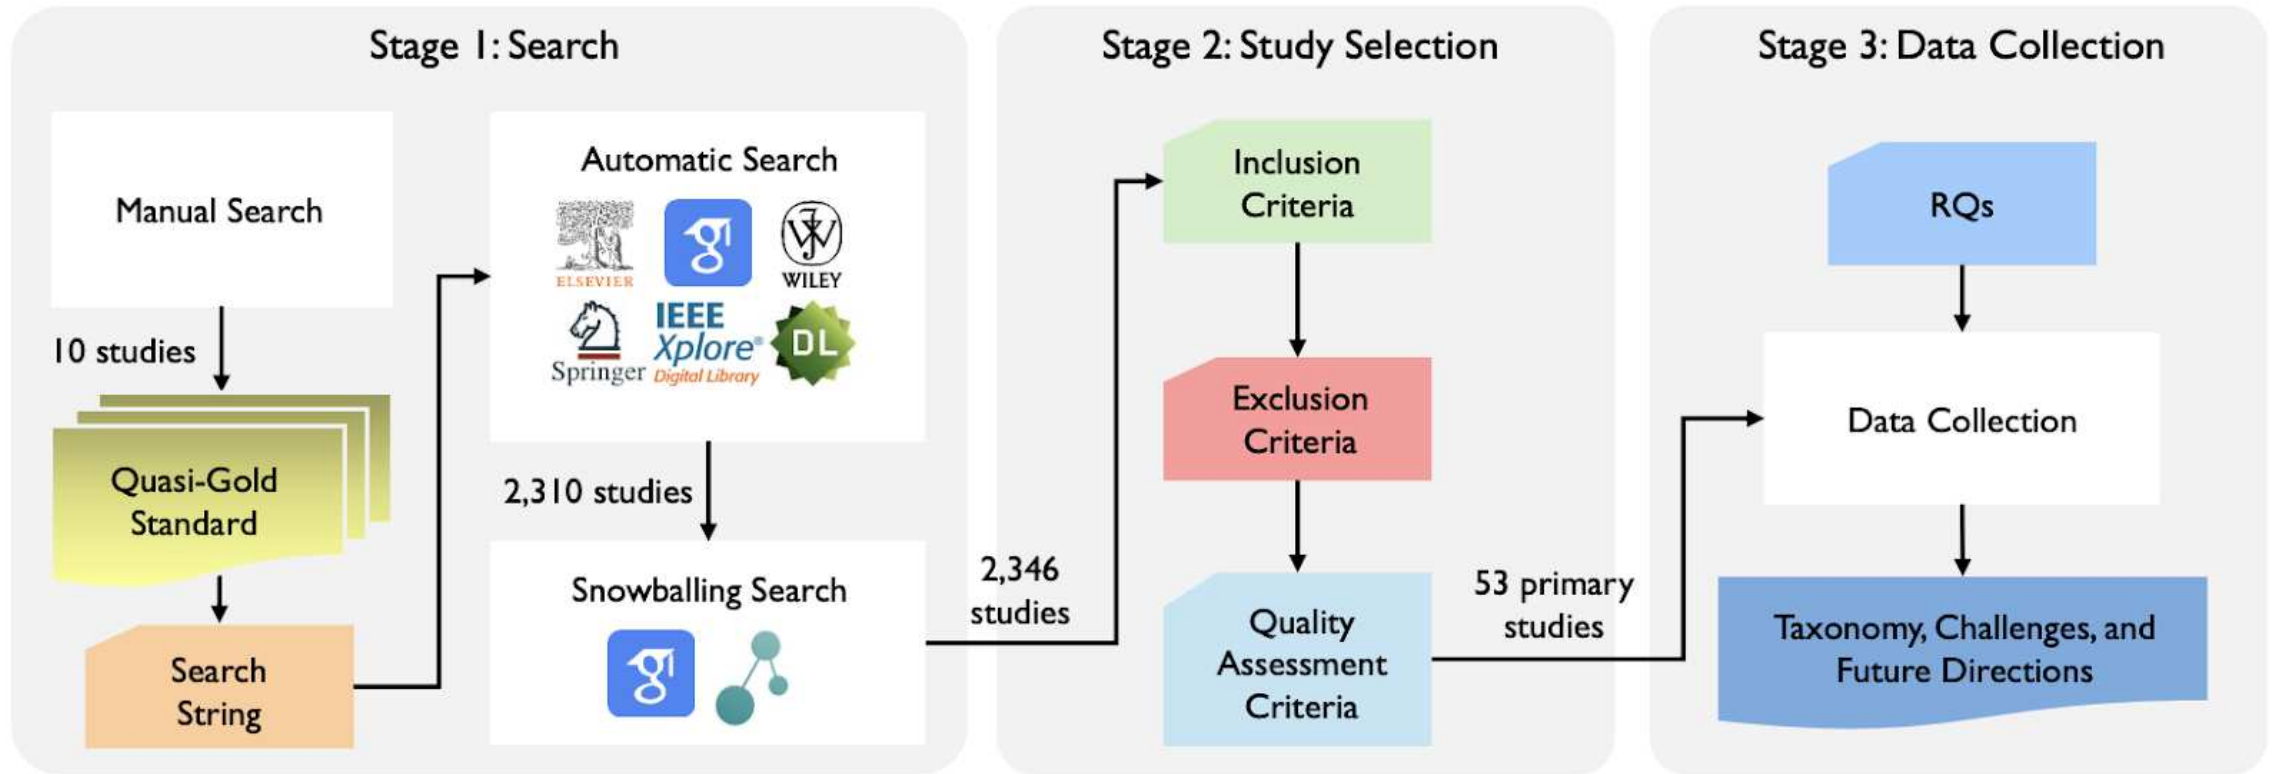 Stage 1: Search
Manual Search
10 studies
Quasi-Gold
Standard
Search
String
Automatic Search
ELSEVIER
WILEY
Springer
IEEE
Xplore®
Digital Library
DL
2,310 studies
Snowballing Search
2,346
studies
Stage 2: Study Selection
Inclusion
Criteria
Exclusion
Criteria
Quality
Assessment
Criteria
53 primary
studies
Stage 3: Data Collection
RQs
Data Collection
Taxonomy, Challenges, and
Future Directions